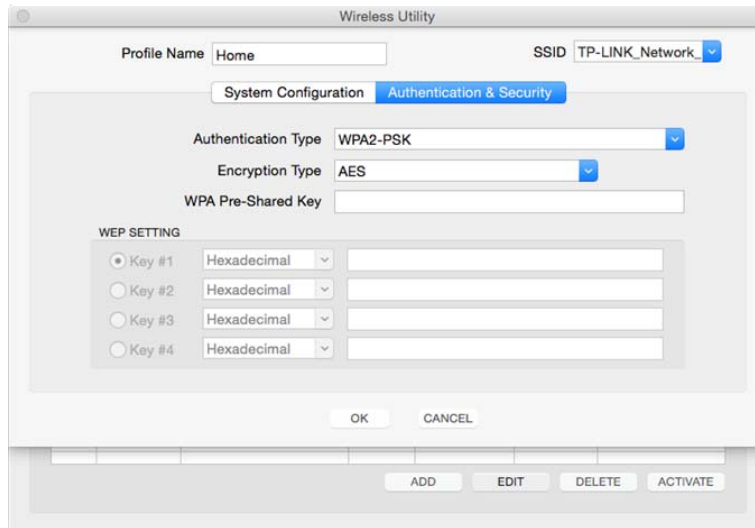 Wireless Utility
Profile Name Home SSID TP-LINK_Network_
System Configuration Authentication & Security
Authentication Type WPA2-PSK
Encryption Type AES
WPA Pre-Shared Key
WEP SETTING
Key #1 Hexadecimal
Key #2 Hexadecimal
Key #3 Hexadecimal
Key #4 Hexadecimal
OK CANCEL
ADD EDIT DELETE ACTIVATE